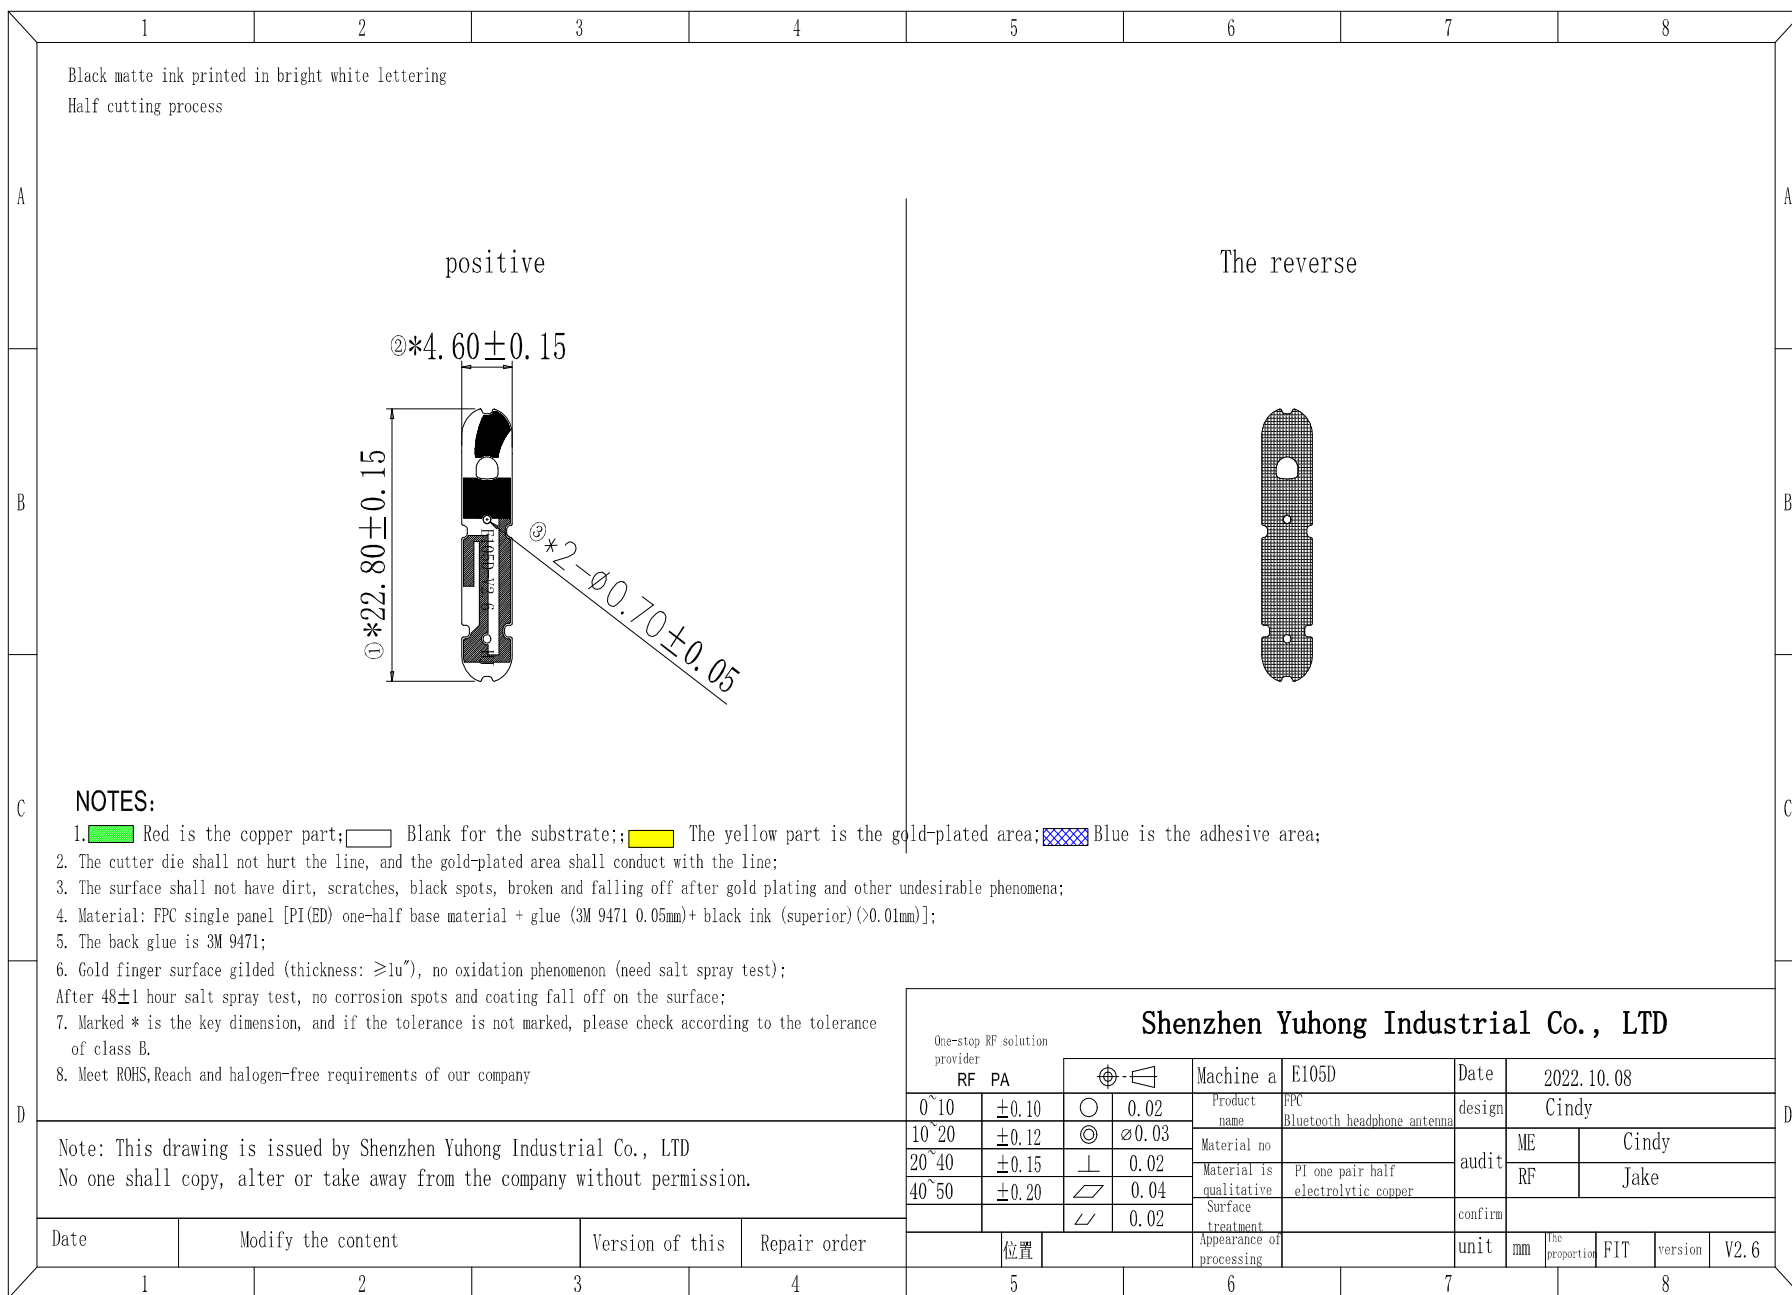 1 2 3 4 5 6 7 8
Black matte ink printed in bright white lettering
Half cutting process
A A
positive
The reverse
②*4.60±0.15
①*22.80±0.15
③*2-Ø0.70±0.05
E105D-V2.6
B B
NOTES:
C C
1. Red is the copper part; Blank for the substrate;; The yellow part is the gold-plated area; Blue is the adhesive area;
2. The cutter die shall not hurt the line, and the gold-plated area shall conduct with the line;
3. The surface shall not have dirt, scratches, black spots, broken and falling off after gold plating and other undesirable phenomena;
4. Material: FPC single panel [PI(ED) one-half base material + glue (3M 9471 0.05mm)+ black ink (superior)(>0.01mm)];
5. The back glue is 3M 9471;
6. Gold finger surface gilded (thickness: ≥1u"), no oxidation phenomenon (need salt spray test);
After 48±1 hour salt spray test, no corrosion spots and coating fall off on the surface;
7. Marked * is the key dimension, and if the tolerance is not marked, please check according to the tolerance
of class B.
8. Meet ROHS,Reach and halogen-free requirements of our company
D D
Note: This drawing is issued by Shenzhen Yuhong Industrial Co., LTD
No one shall copy, alter or take away from the company without permission.
Date Modify the content Version of this Repair order
One-stop RF solution
provider
RF PA
Shenzhen Yuhong Industrial Co., LTD
Machine a E105D Date 2022.10.08
0~10 ±0.10 0.02
Product
name
FPC
Bluetooth headphone antenna
design Cindy
10~20 ±0.12 ⌀0.03
Material no
audit ME Cindy
20~40 ±0.15 0.02
Material is
qualitative
PI one pair half
electrolytic copper
RF Jake
40~50 ±0.20 0.04
Surface
treatment
confirm
0.02
位置
Appearance of
processing
unit mm
The
proportion
FIT version V2.6
1 2 3 4 5 6 7 8